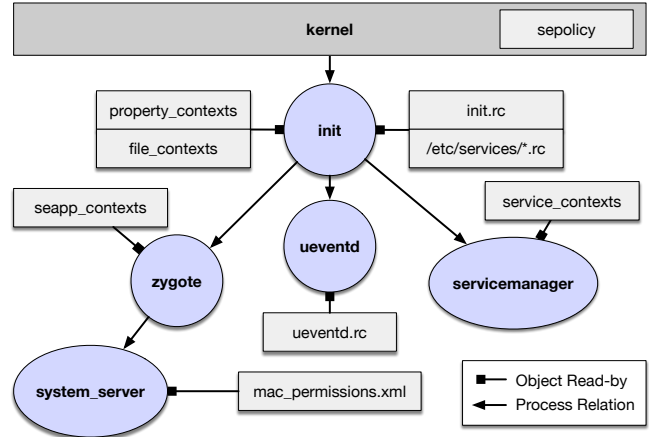 kernel
sepolicy
property_contexts
file_contexts
init
init.rc
/etc/services/*.rc
seapp_contexts
service_contexts
ueventd
zygote
servicemanager
ueventd.rc
system_server
mac_permissions.xml
Object Read-by
Process Relation